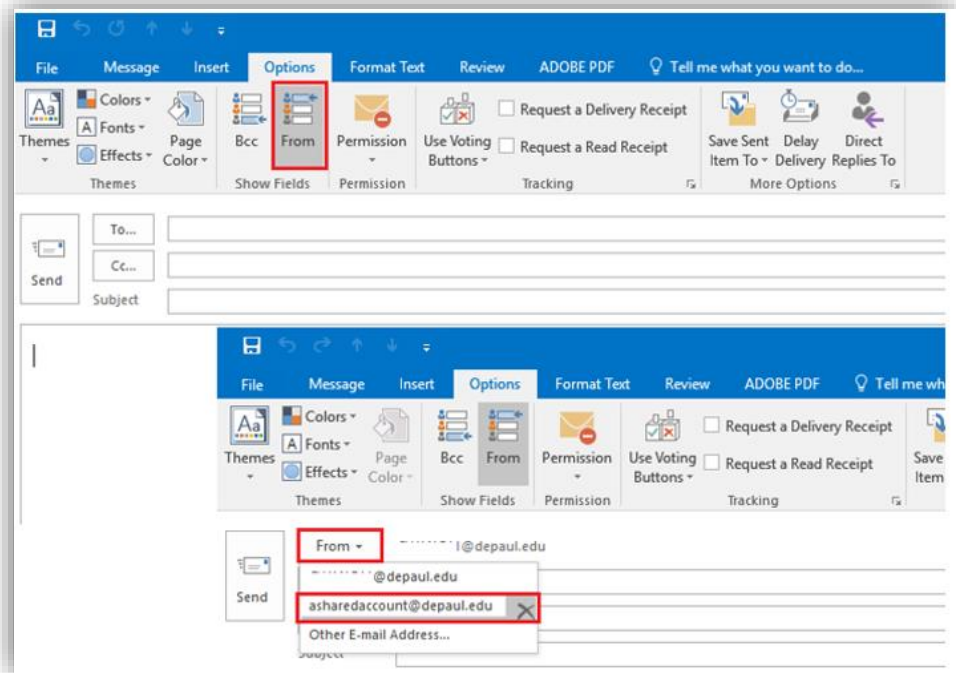 File Message Insert Options Format Text Review ADOBE PDF Tell me what you want to do...
Aa Colors Request a Delivery Receipt
A Fonts
Themes Effects Page Color Bcc From Permission Use Voting Buttons Request a Read Receipt Save Sent Item To Delay Delivery Direct Replies To
Themes Show Fields Permission Tracking More Options
To...
Cc...
Send
Subject
File Message Insert Options Format Text Review ADOBE PDF Tell me wh
Aa Colors Request a Delivery Receipt
A Fonts
Themes Effects Page Color Bcc From Permission Use Voting Buttons Request a Read Receipt Save Item
Themes Show Fields Permission Tracking
From @depaul.edu
@depaul.edu
Send
asharedaccount@depaul.edu
Other E-mail Address...
Subject